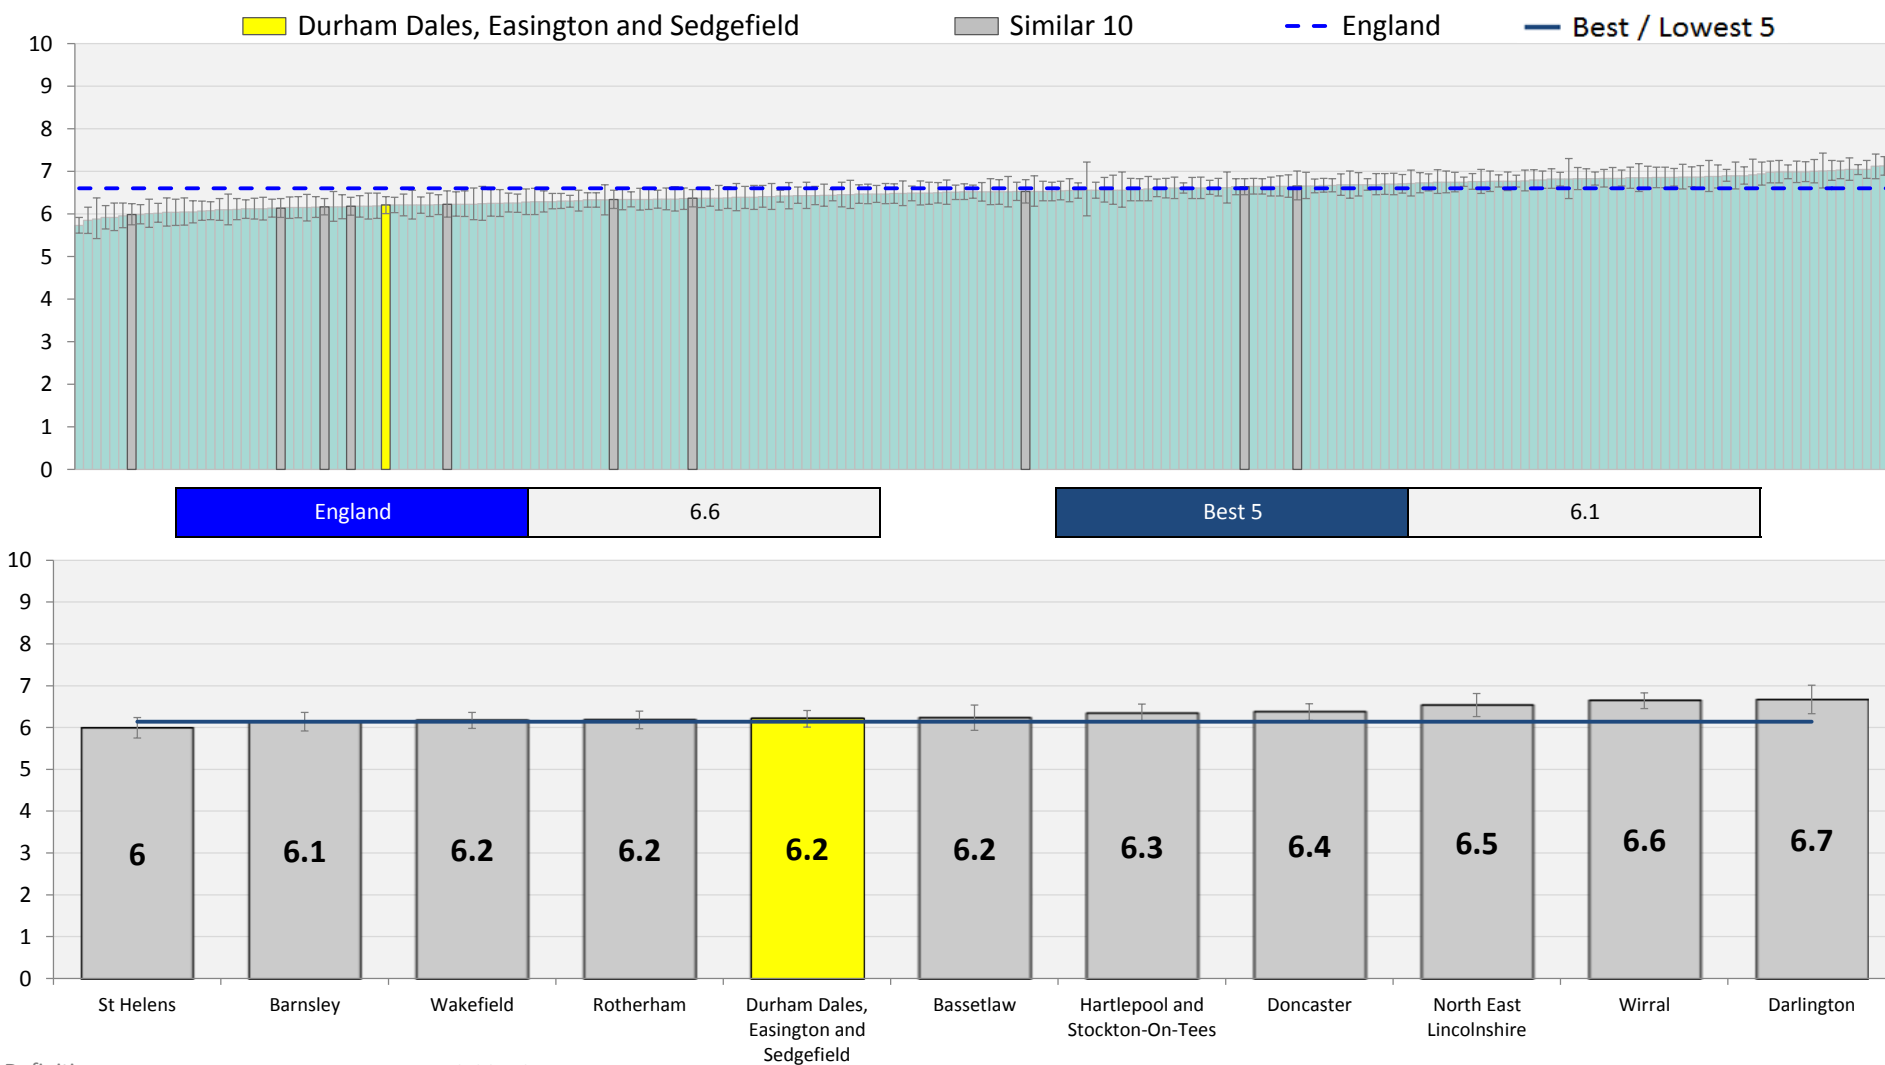 Durham Dales, Easington and Sedgefield
Similar 10
England
Best / Lowest 5
10
9
8
7
6
5
4
3
2
1
0
England 6.6
Best 5 6.1
10
9
8
7
6
5
4
3
2
1
0
6 6.1 6.2 6.2 6.2 6.2 6.3 6.4 6.5 6.6 6.7
St Helens
Barnsley
Wakefield
Rotherham
Durham Dales,
Easington and
Sedgefield
Bassetlaw
Hartlepool and
Stockton-On-Tees
Doncaster
North East
Lincolnshire
Wirral
Darlington